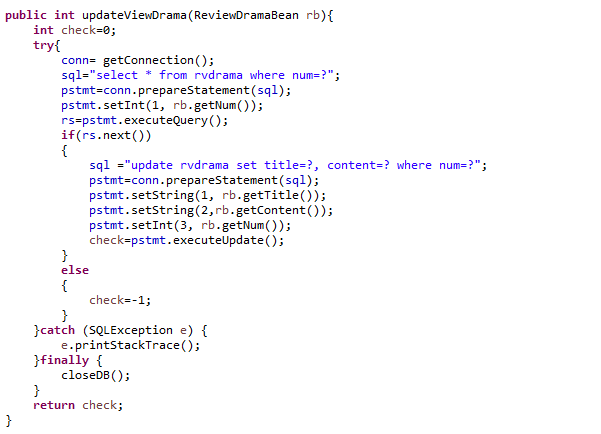 public int updateViewDrama(ReviewDramaBean rb){
    int check=0;
    try{
        conn= getConnection();
        sql="select * from rvdrama where num=?";
        pstmt=conn.prepareStatement(sql);
        pstmt.setInt(1, rb.getNum());
        rs=pstmt.executeQuery();
        if(rs.next())
        {
            sql ="update rvdrama set title=?, content=? where num=?";
            pstmt=conn.prepareStatement(sql);
            pstmt.setString(1, rb.getTitle());
            pstmt.setString(2,rb.getContent());
            pstmt.setInt(3, rb.getNum());
            check=pstmt.executeUpdate();
        }
        else
        {
            check=-1;
        }
    }catch (SQLException e) {
        e.printStackTrace();
    }finally {
        closeDB();
    }
    return check;
}